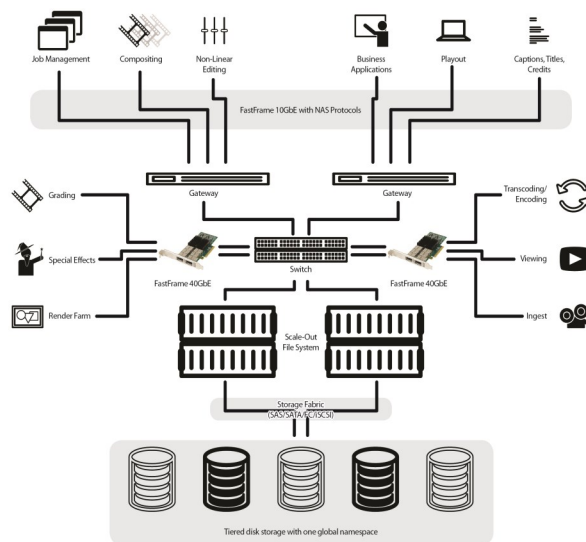 Job Management
Compositing
Non-Linear
Editing
Business
Applications
Playout
Captions, Titles,
Credits
FastFrame 10GbE with NAS Protocols
Gateway
Gateway
Grading
Transcoding/
Encoding
Special Effects
Switch
Viewing
FastFrame 40GbE
FastFrame 40GbE
Render Farm
Ingest
Scale-Out
File System
Storage Fabric
(SAS/SATA/FC/iSCSI)
Tiered disk storage with one global namespace